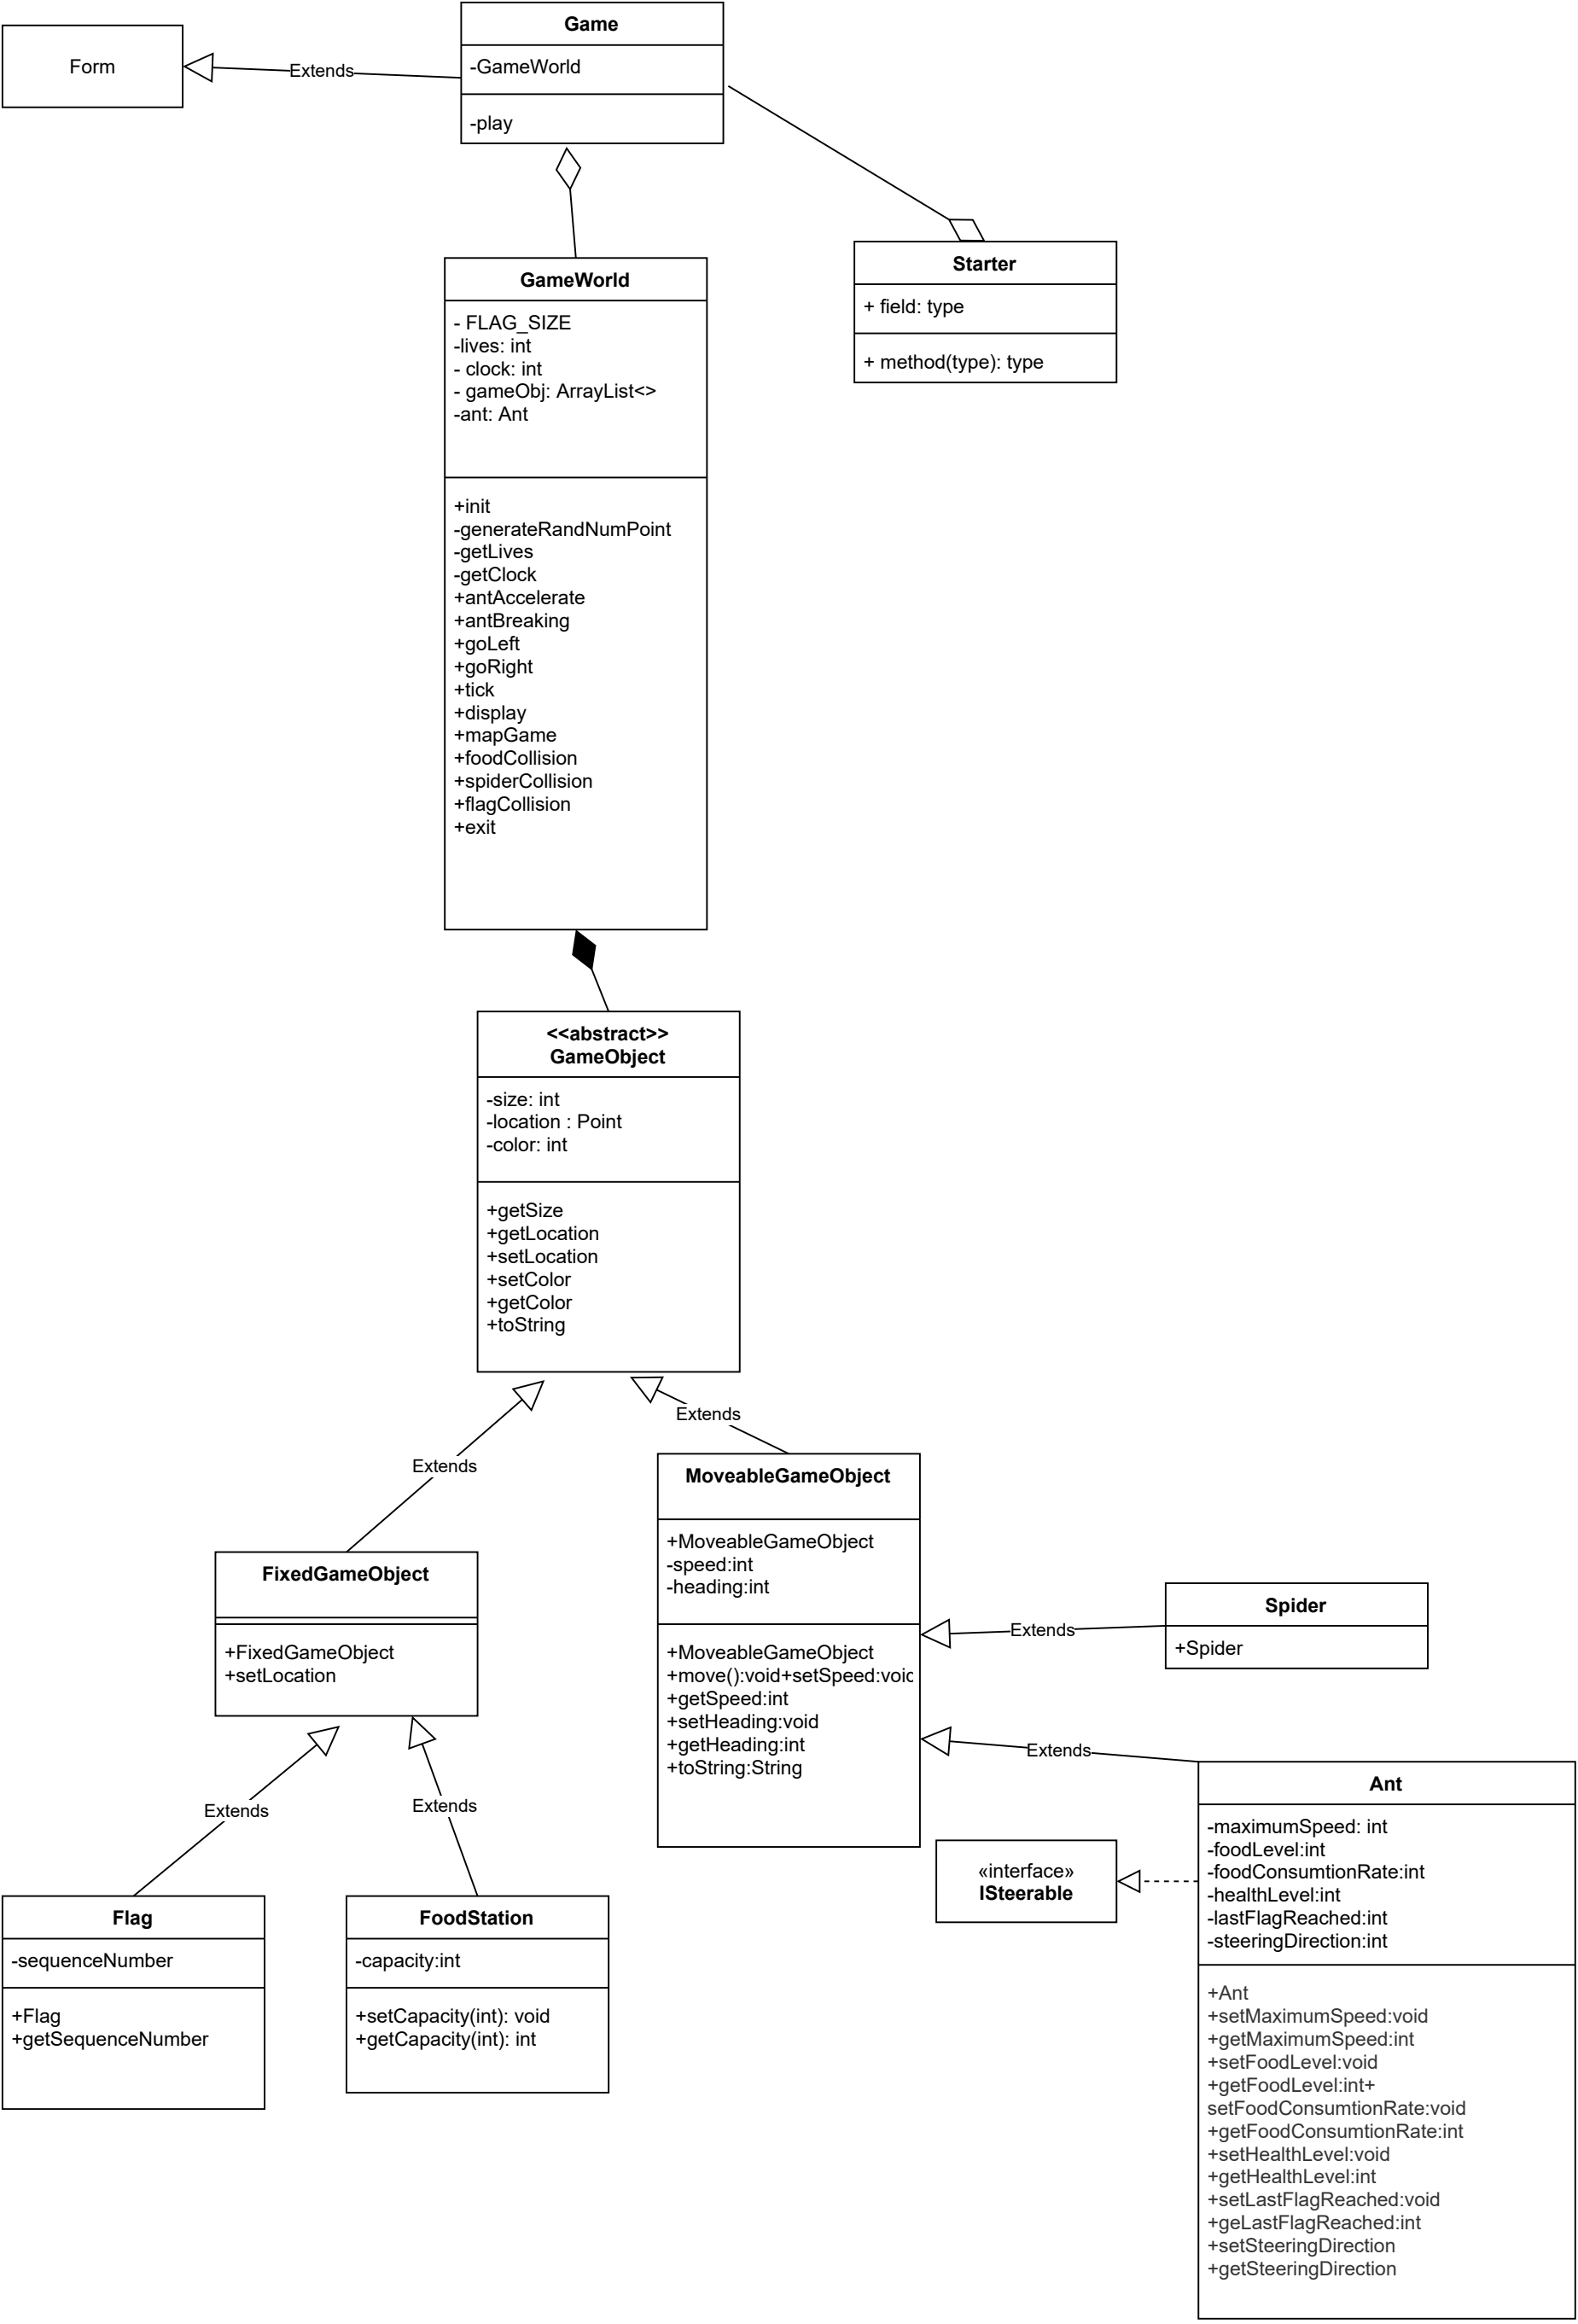 Game
-GameWorld
-play
Form
Extends
Starter
+ field: type
+ method(type): type
GameWorld
- FLAG_SIZE
-lives: int
- clock: int
- gameObj: ArrayList<>
-ant: Ant
+init
-generateRandNumPoint
-getLives
-getClock
+antAccelerate
+antBreaking
+goLeft
+goRight
+tick
+display
+mapGame
+foodCollision
+spiderCollision
+flagCollision
+exit
<<abstract>>
GameObject
-size: int
-location : Point
-color: int
+getSize
+getLocation
+setLocation
+setColor
+getColor
+toString
Extends
Extends
FixedGameObject
+FixedGameObject
+setLocation
MoveableGameObject
+MoveableGameObject
-speed:int
-heading:int
+MoveableGameObject
+move():void+setSpeed:void
+getSpeed:int
+setHeading:void
+getHeading:int
+toString:String
Extends
Spider
+Spider
Extends
Extends
Extends
Flag
-sequenceNumber
+Flag
+getSequenceNumber
FoodStation
-capacity:int
+setCapacity(int): void
+getCapacity(int): int
«interface»
ISteerable
Ant
-maximumSpeed: int
-foodLevel:int
-foodConsumtionRate:int
-healthLevel:int
-lastFlagReached:int
-steeringDirection:int
+Ant
+setMaximumSpeed:void
+getMaximumSpeed:int
+setFoodLevel:void
+getFoodLevel:int+
setFoodConsumtionRate:void
+getFoodConsumtionRate:int
+setHealthLevel:void
+getHealthLevel:int
+setLastFlagReached:void
+geLastFlagReached:int
+setSteeringDirection
+getSteeringDirection